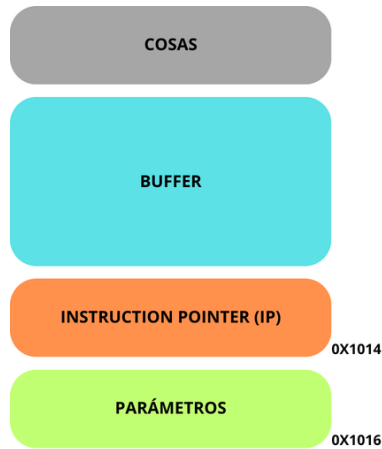 COSAS
BUFFER
INSTRUCTION POINTER (IP)
0X1014
PARÁMETROS
0X1016